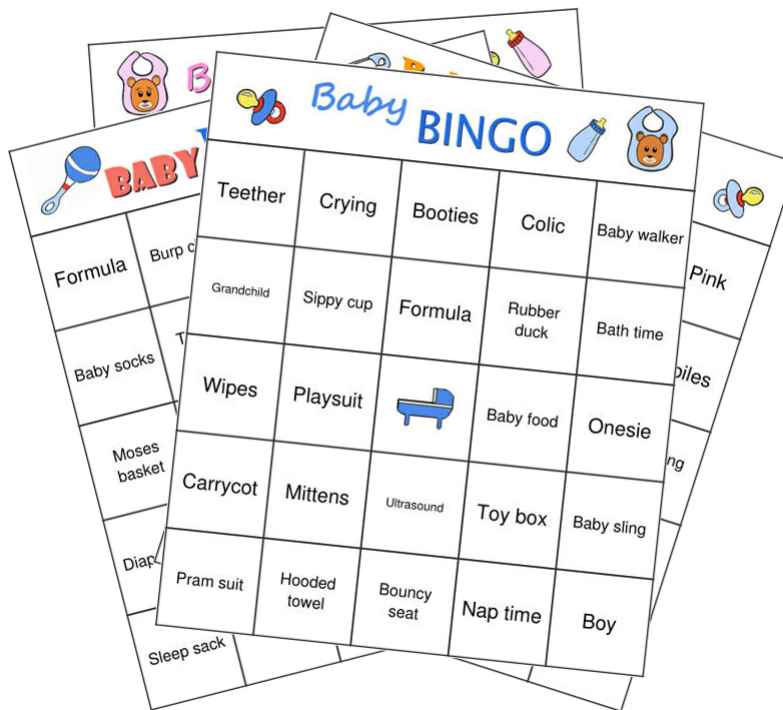 Baby BINGO
Teether Crying Booties Colic Baby walker
Grandchild Sippy cup Formula Rubber duck Bath time
Wipes Playsuit Baby food Onesie
Carrycot Mittens Ultrasound Toy box Baby sling
Pram suit Hooded towel Bouncy seat Nap time Boy
BABY
Formula Burp
Baby socks
Moses basket
Sleep sack
Pink